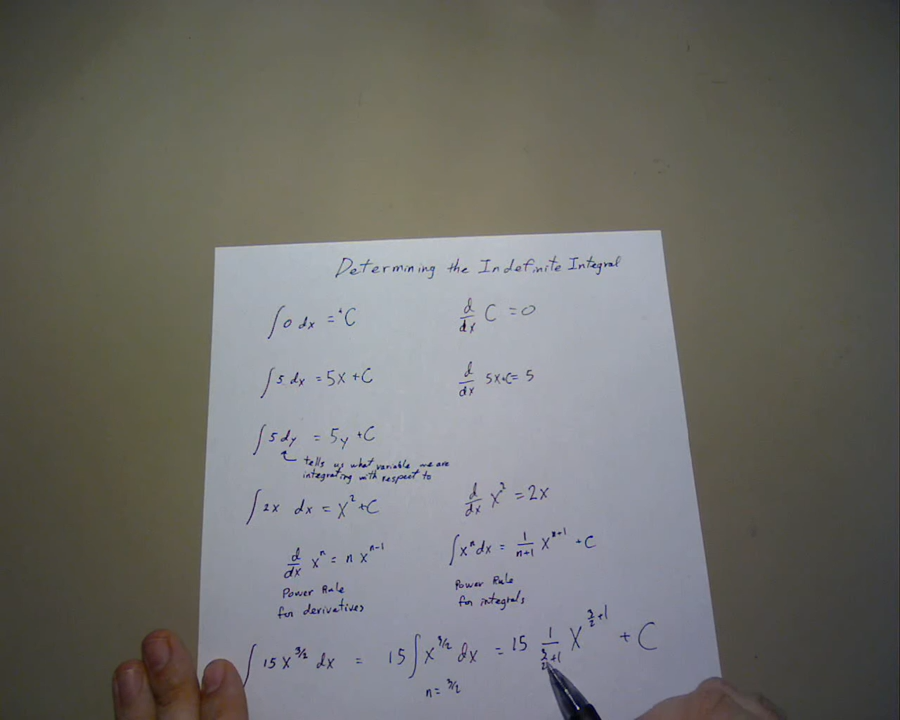 Determining the Indefinite Integral
∫0 dx = C
d/dx C = 0
∫5 dx = 5x + C
d/dx 5x+C = 5
∫5 dy = 5y + C
tells us what variable we are
integrating with respect to
∫2x dx = x² + C
d/dx x² = 2x
d/dx xⁿ = n xⁿ⁻¹
∫xⁿ dx = 1/(n+1) xⁿ⁺¹ + C
Power Rule
for derivatives
Power Rule
for integrals
∫15x^(3/2) dx = 15∫x^(3/2) dx = 15 1/(3/2+1) x^(3/2+1) + C
n = 3/2